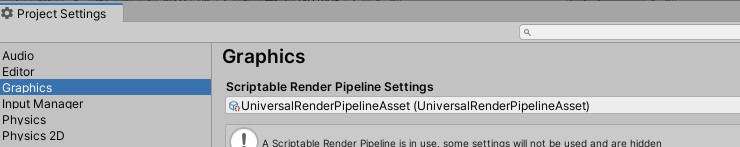 Project Settings
Audio
Editor
Graphics
Input Manager
Physics
Physics 2D
Graphics
Scriptable Render Pipeline Settings
UniversalRenderPipelineAsset (UniversalRenderPipelineAsset)
A Scriptable Render Pipeline is in use, some settings will not be used and are hidden